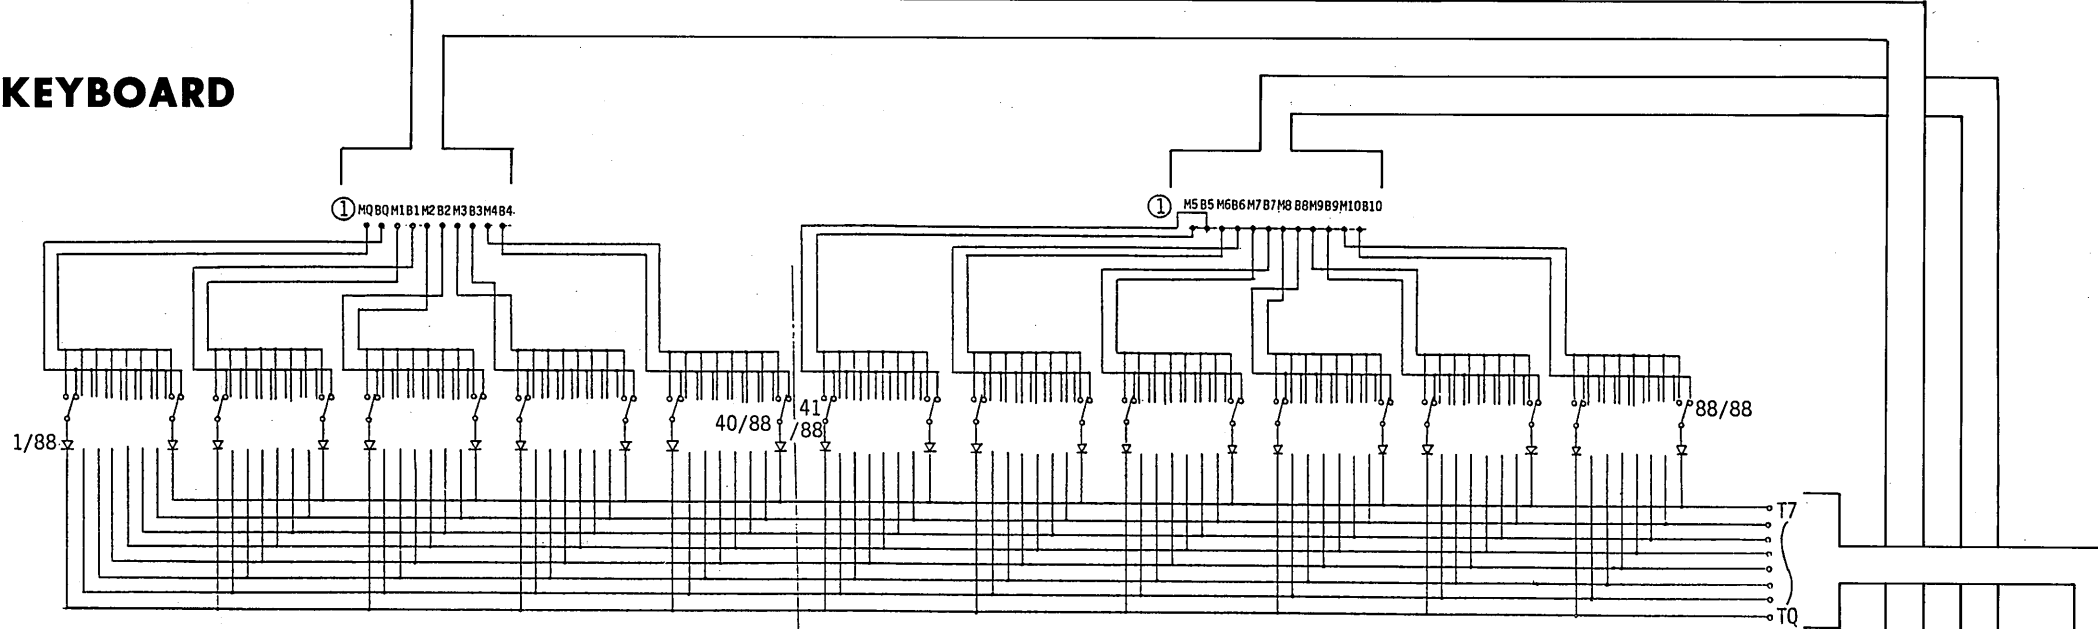 KEYBOARD
① MQ BQ M1 B1 M2 B2 M3 B3 M4 B4
① M5 B5 M6 B6 M7 B7 M8 B8 M9 B9 M10 B10
1/88
40/88
41
/88
88/88
T7
TQ